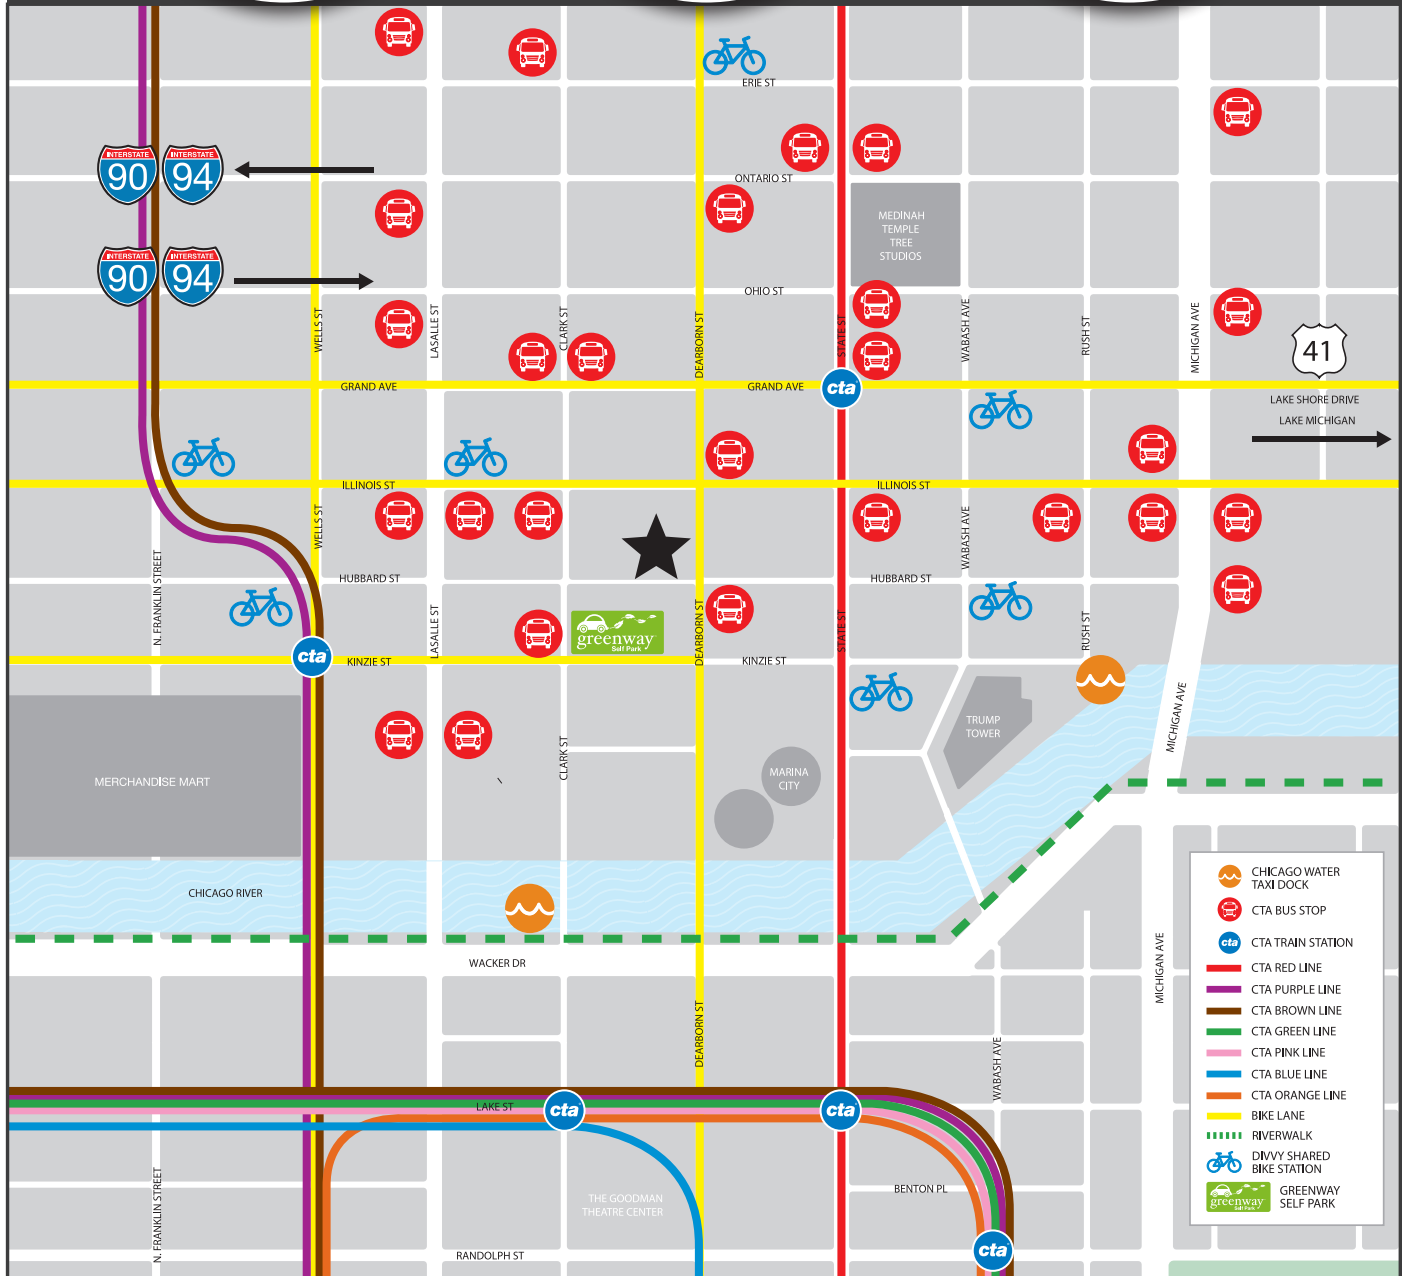 ERIE ST
INTERSTATE
90
INTERSTATE
94
ONTARIO ST
MEDINAH
TEMPLE
TREE
STUDIOS
INTERSTATE
90
INTERSTATE
94
OHIO ST
WELLS ST
LASALLE ST
CLARK ST
DEARBORN ST
STATE ST
WABASH AVE
RUSH ST
MICHIGAN AVE
41
GRAND AVE
GRAND AVE
cta
LAKE SHORE DRIVE
LAKE MICHIGAN
ILLINOIS ST
ILLINOIS ST
WELLS ST
WABASH AVE
N. FRANKLIN STREET
HUBBARD ST
HUBBARD ST
LASALLE ST
greenway
Self Park
DEARBORN ST
STATE ST
RUSH ST
cta
KINZIE ST
KINZIE ST
MICHIGAN AVE
TRUMP
TOWER
CLARK ST
MERCHANDISE MART
MARINA
CITY
CHICAGO RIVER
WACKER DR
MICHIGAN AVE
DEARBORN ST
WABASH AVE
LAKE ST
cta
cta
N. FRANKLIN STREET
THE GOODMAN
THEATRE CENTER
BENTON PL
RANDOLPH ST
cta
CHICAGO WATER
TAXI DOCK
CTA BUS STOP
cta
CTA TRAIN STATION
CTA RED LINE
CTA PURPLE LINE
CTA BROWN LINE
CTA GREEN LINE
CTA PINK LINE
CTA BLUE LINE
CTA ORANGE LINE
BIKE LANE
RIVERWALK
DIVVY SHARED
BIKE STATION
greenway
Self Park
GREENWAY
SELF PARK